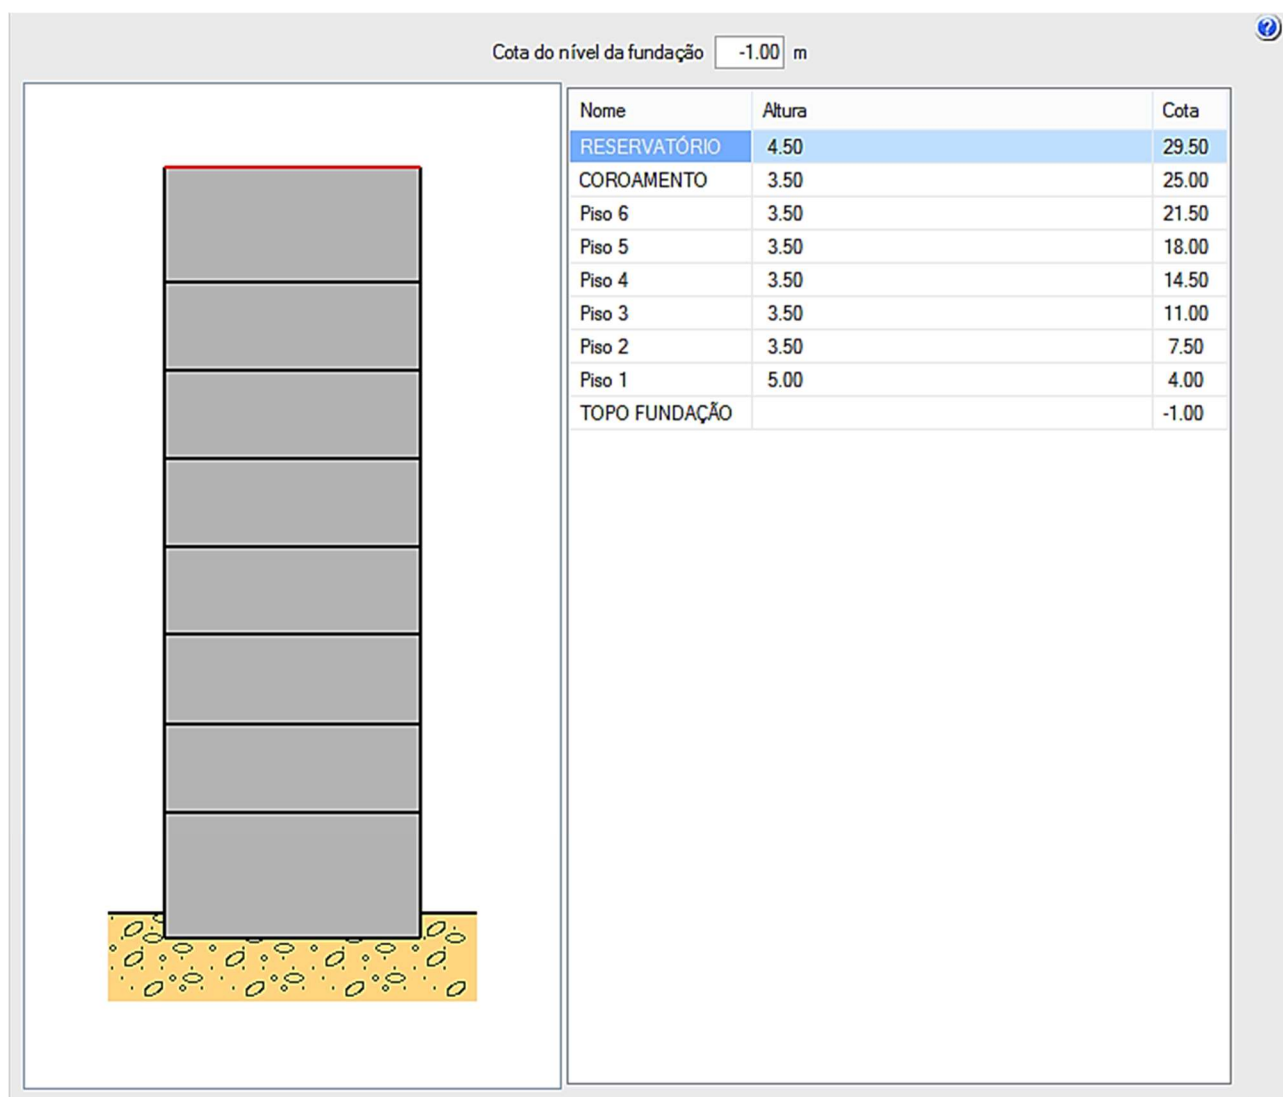 Cota do nível da fundação -1.00 m
Nome Altura Cota
RESERVATÓRIO 4.50 29.50
COROAMENTO 3.50 25.00
Piso 6 3.50 21.50
Piso 5 3.50 18.00
Piso 4 3.50 14.50
Piso 3 3.50 11.00
Piso 2 3.50 7.50
Piso 1 5.00 4.00
TOPO FUNDAÇÃO -1.00